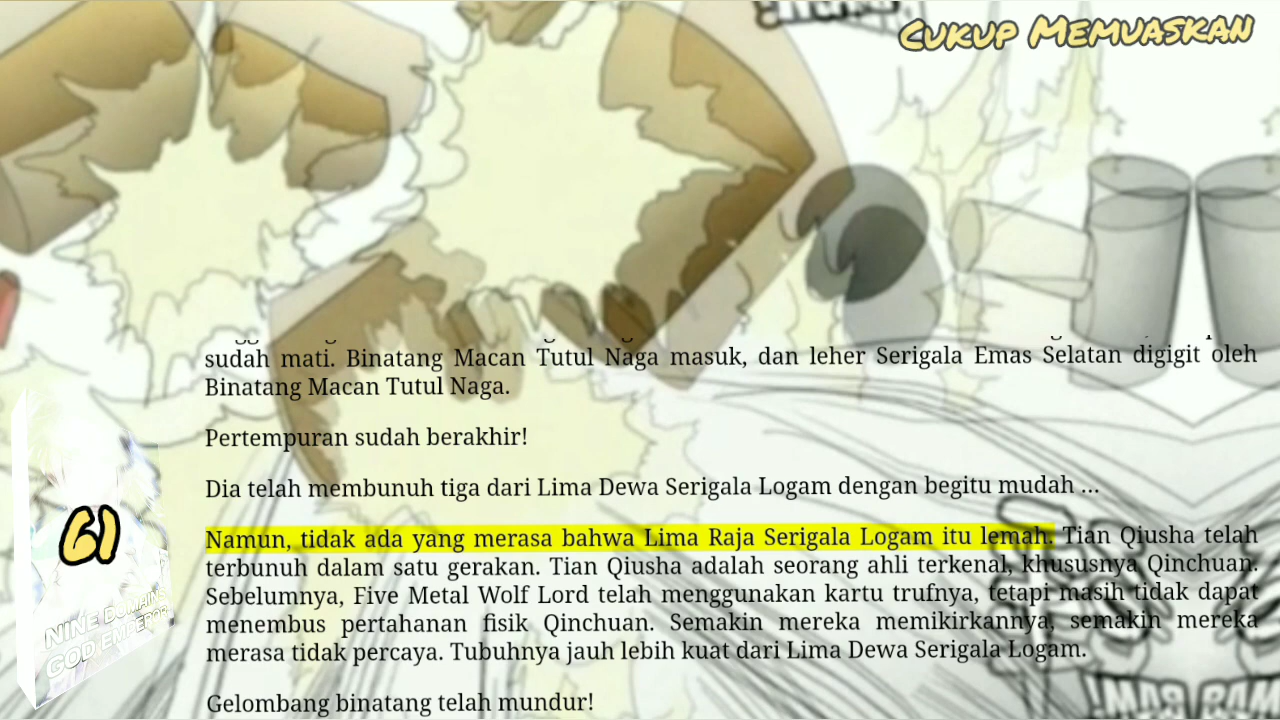 Cukup Memuaskan
sudah mati. Binatang Macan Tutul Naga masuk, dan leher Serigala Emas Selatan digigit oleh
Binatang Macan Tutul Naga.
Pertempuran sudah berakhir!
Dia telah membunuh tiga dari Lima Dewa Serigala Logam dengan begitu mudah ...
Namun, tidak ada yang merasa bahwa Lima Raja Serigala Logam itu lemah. Tian Qiusha telah
terbunuh dalam satu gerakan. Tian Qiusha adalah seorang ahli terkenal, khususnya Qinchuan.
Sebelumnya, Five Metal Wolf Lord telah menggunakan kartu trufnya, tetapi masih tidak dapat
menembus pertahanan fisik Qinchuan. Semakin mereka memikirkannya, semakin mereka
merasa tidak percaya. Tubuhnya jauh lebih kuat dari Lima Dewa Serigala Logam.
Gelombang binatang telah mundur!
61
NINE DOMAINS
GOD EMPEROR